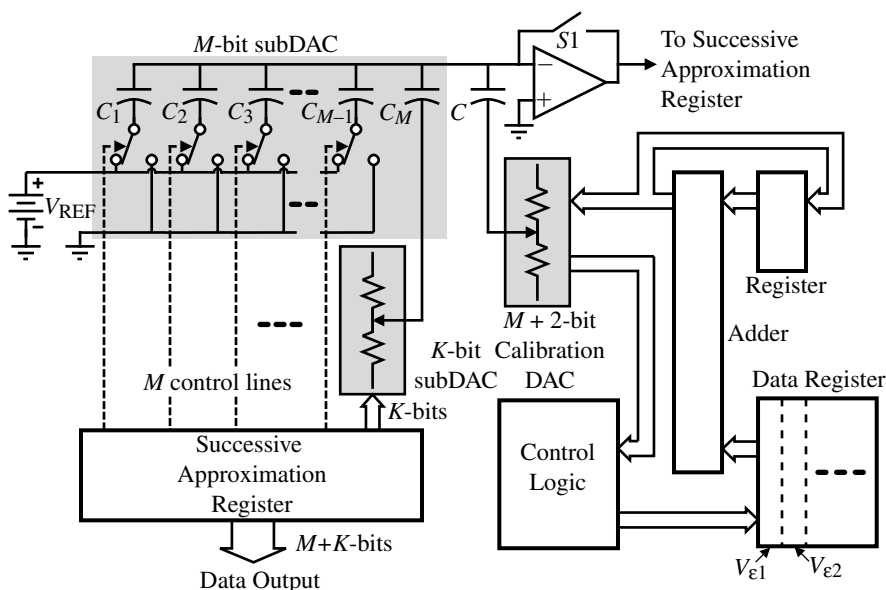 M-bit subDAC
S1
To Successive
Approximation
Register
C1 C2 C3 CM–1 CM C
−
+
+
VREF
−
Register
M + 2-bit
Calibration
DAC
Adder
K-bit
subDAC
M control lines
K-bits
Data Register
Successive
Approximation
Register
Control
Logic
M+K-bits
Vε1 Vε2
Data Output